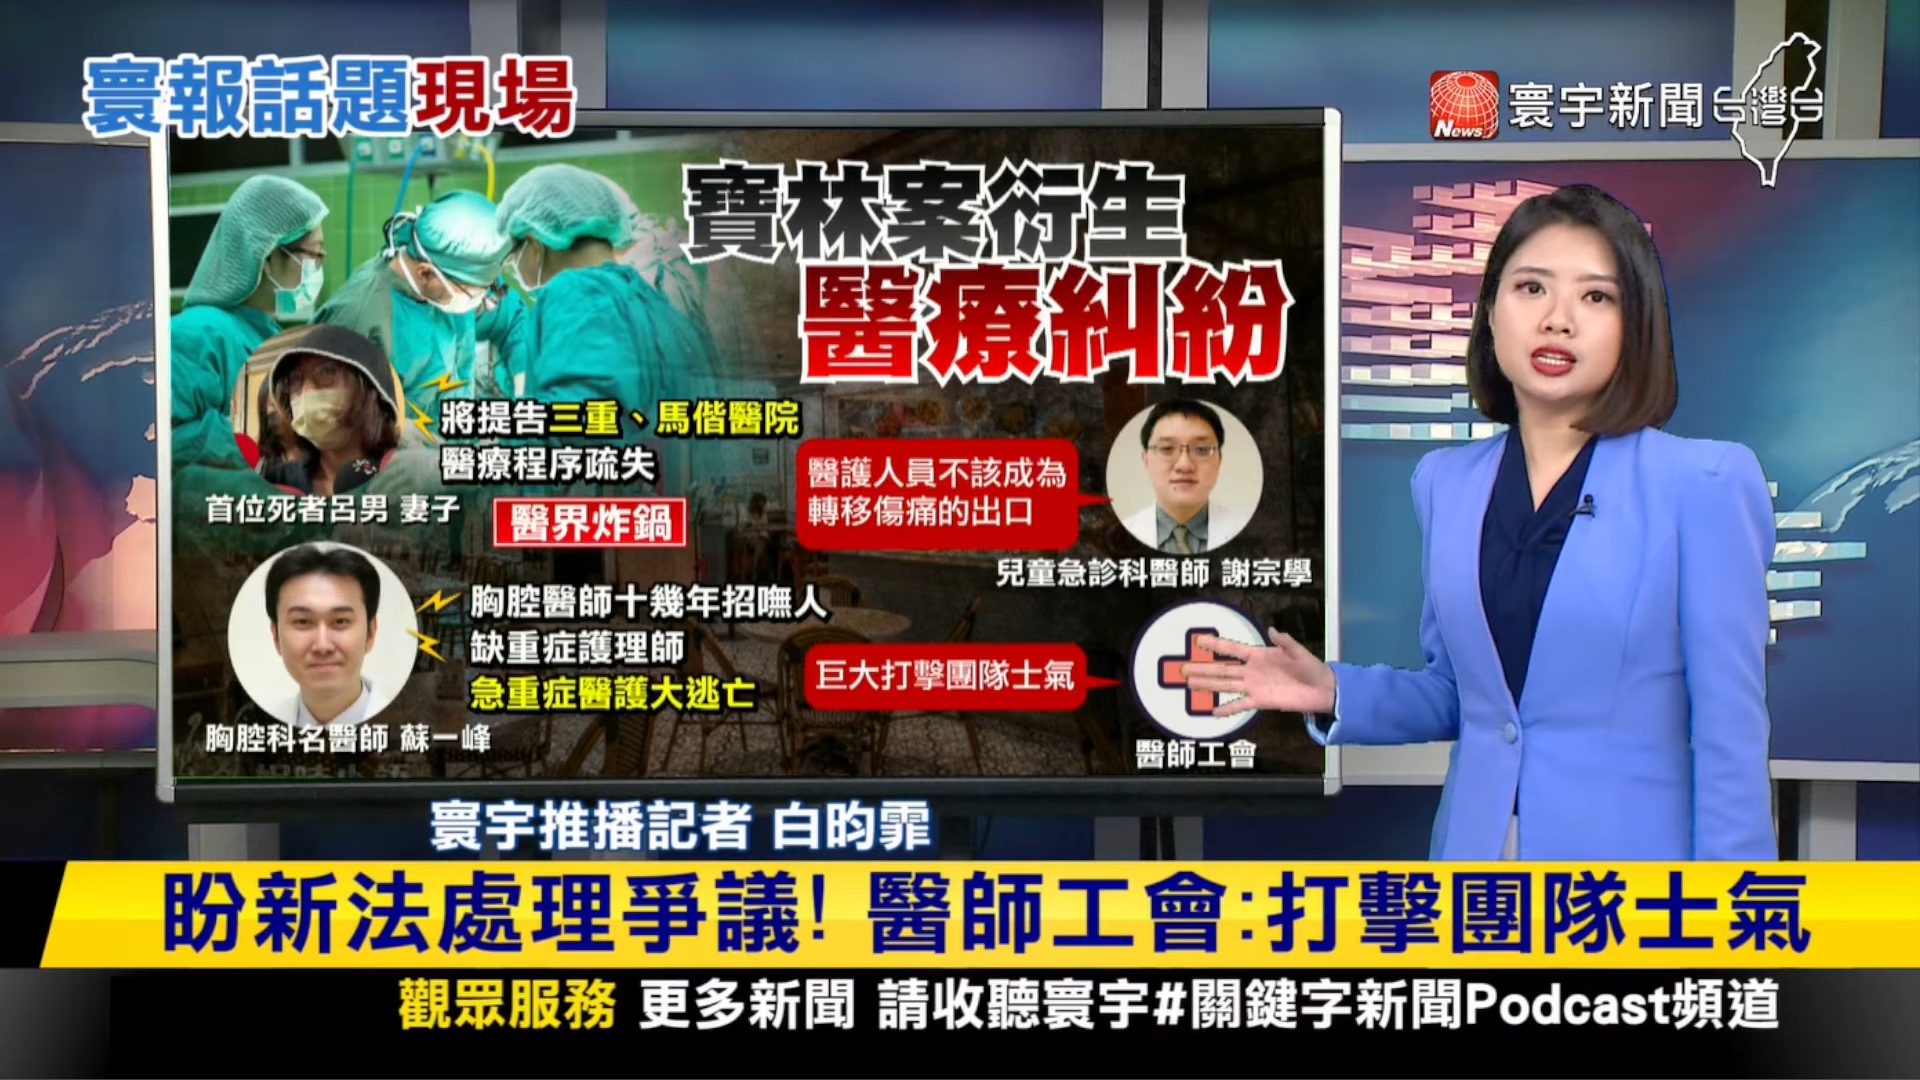 寰報話題現場
News
寰宇新聞台灣台
寶林案衍生
醫療糾紛
將提告三重、馬偕醫院
醫療程序疏失
首位死者呂男 妻子
醫界炸鍋
醫護人員不該成為
轉移傷痛的出口
兒童急診科醫師 謝宗學
胸腔醫師十幾年招嘸人
缺重症護理師
急重症醫護大逃亡
胸腔科名醫師 蘇一峰
巨大打擊團隊士氣
醫師工會
寰宇推播記者 白昀霏
盼新法處理爭議! 醫師工會:打擊團隊士氣
觀眾服務 更多新聞 請收聽寰宇#關鍵字新聞Podcast頻道